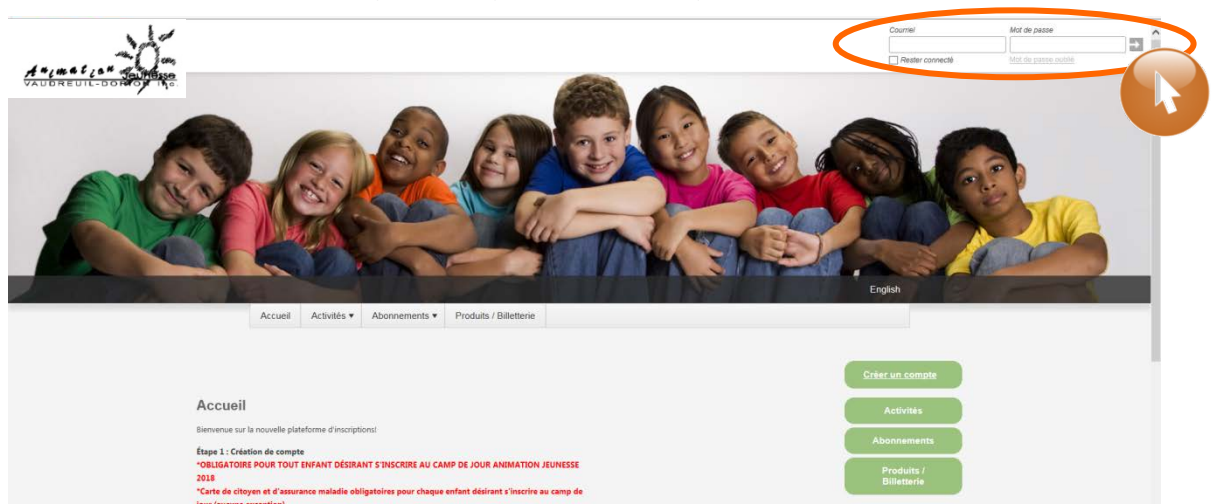 Courriel Mot de passe
Rester connecté Mot de passe oublié
Animation
Jeunesse
VAUDREUIL-DORION Inc.
English
Accueil Activités ▾ Abonnements ▾ Produits / Billetterie
Créer un compte
Accueil
Activités
Bienvenue sur la nouvelle plateforme d'inscriptions!
Abonnements
Étape 1 : Création de compte
*OBLIGATOIRE POUR TOUT ENFANT DÉSIRANT S'INSCRIRE AU CAMP DE JOUR ANIMATION JEUNESSE
2018
Produits /
Billetterie
*Carte de citoyen et d'assurance maladie obligatoires pour chaque enfant désirant s'inscrire au camp de
jour (aucune exception)